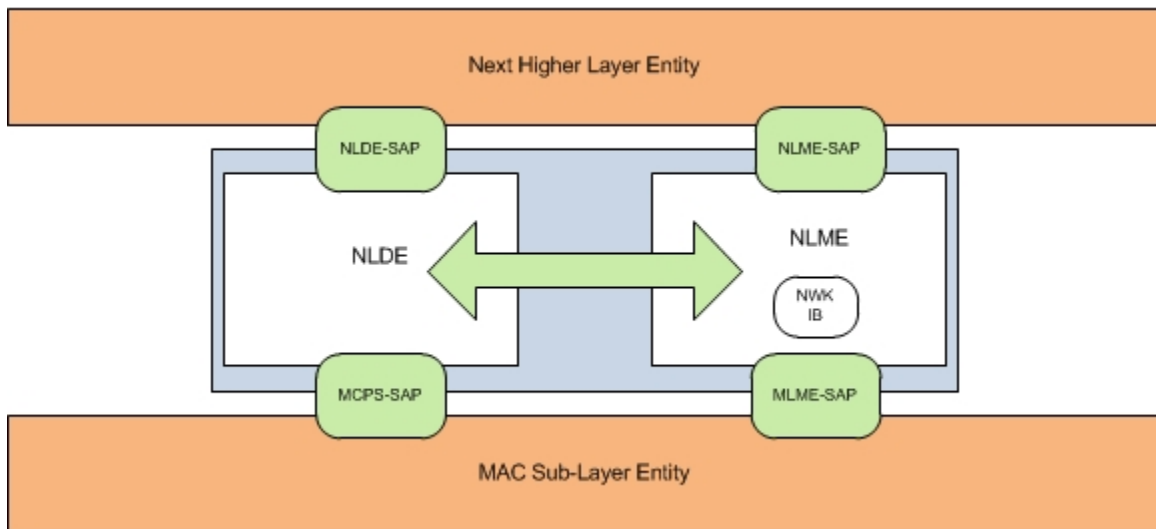 Next Higher Layer Entity
NLDE-SAP
NLME-SAP
NLDE
NLME
NWK
IB
MCPS-SAP
MLME-SAP
MAC Sub-Layer Entity